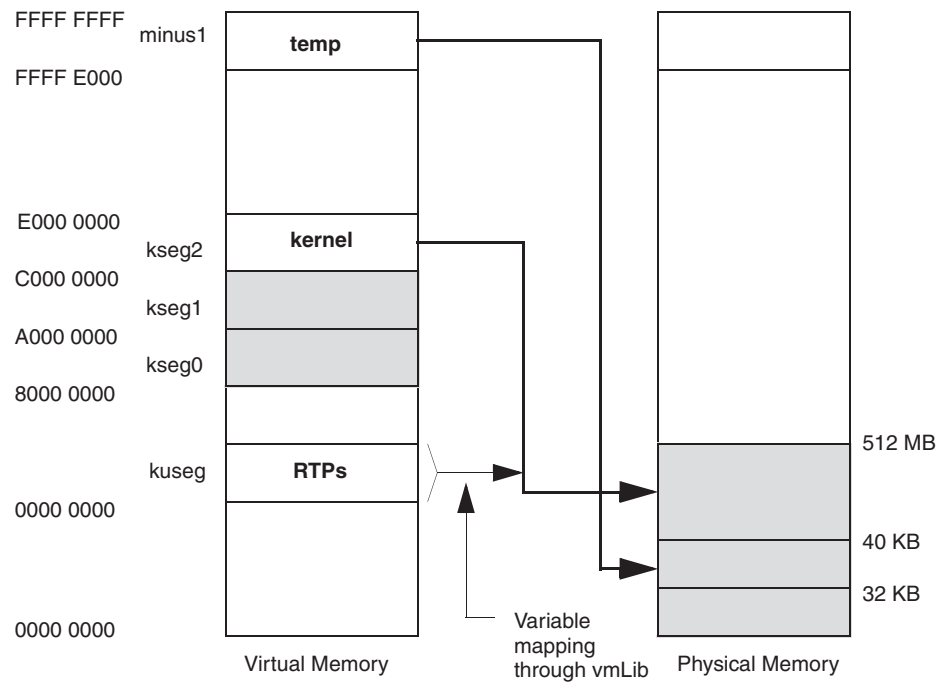 FFFF FFFF
minus1
temp
FFFF E000
E000 0000
kernel
kseg2
C000 0000
kseg1
A000 0000
kseg0
8000 0000
512 MB
kuseg
RTPs
0000 0000
40 KB
32 KB
0000 0000
Variable
mapping
through vmLib
Virtual Memory
Physical Memory